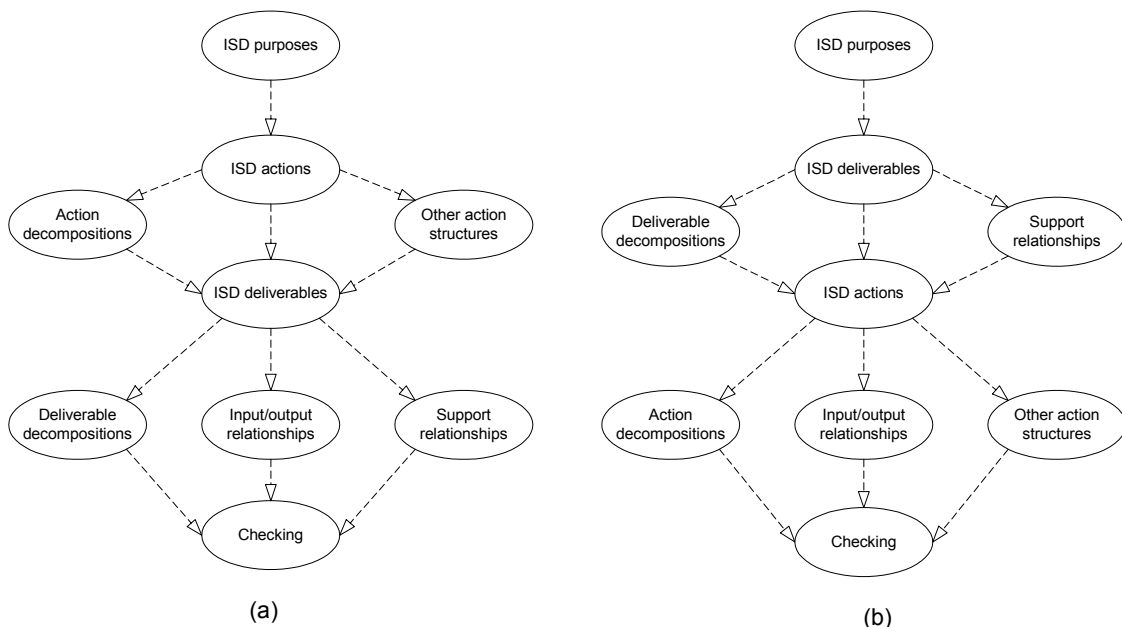 ISD purposes
ISD actions
Action
decompositions
Other action
structures
ISD deliverables
Deliverable
decompositions
Input/output
relationships
Support
relationships
Checking
(a)
ISD purposes
ISD deliverables
Deliverable
decompositions
Support
relationships
ISD actions
Action
decompositions
Input/output
relationships
Other action
structures
Checking
(b)